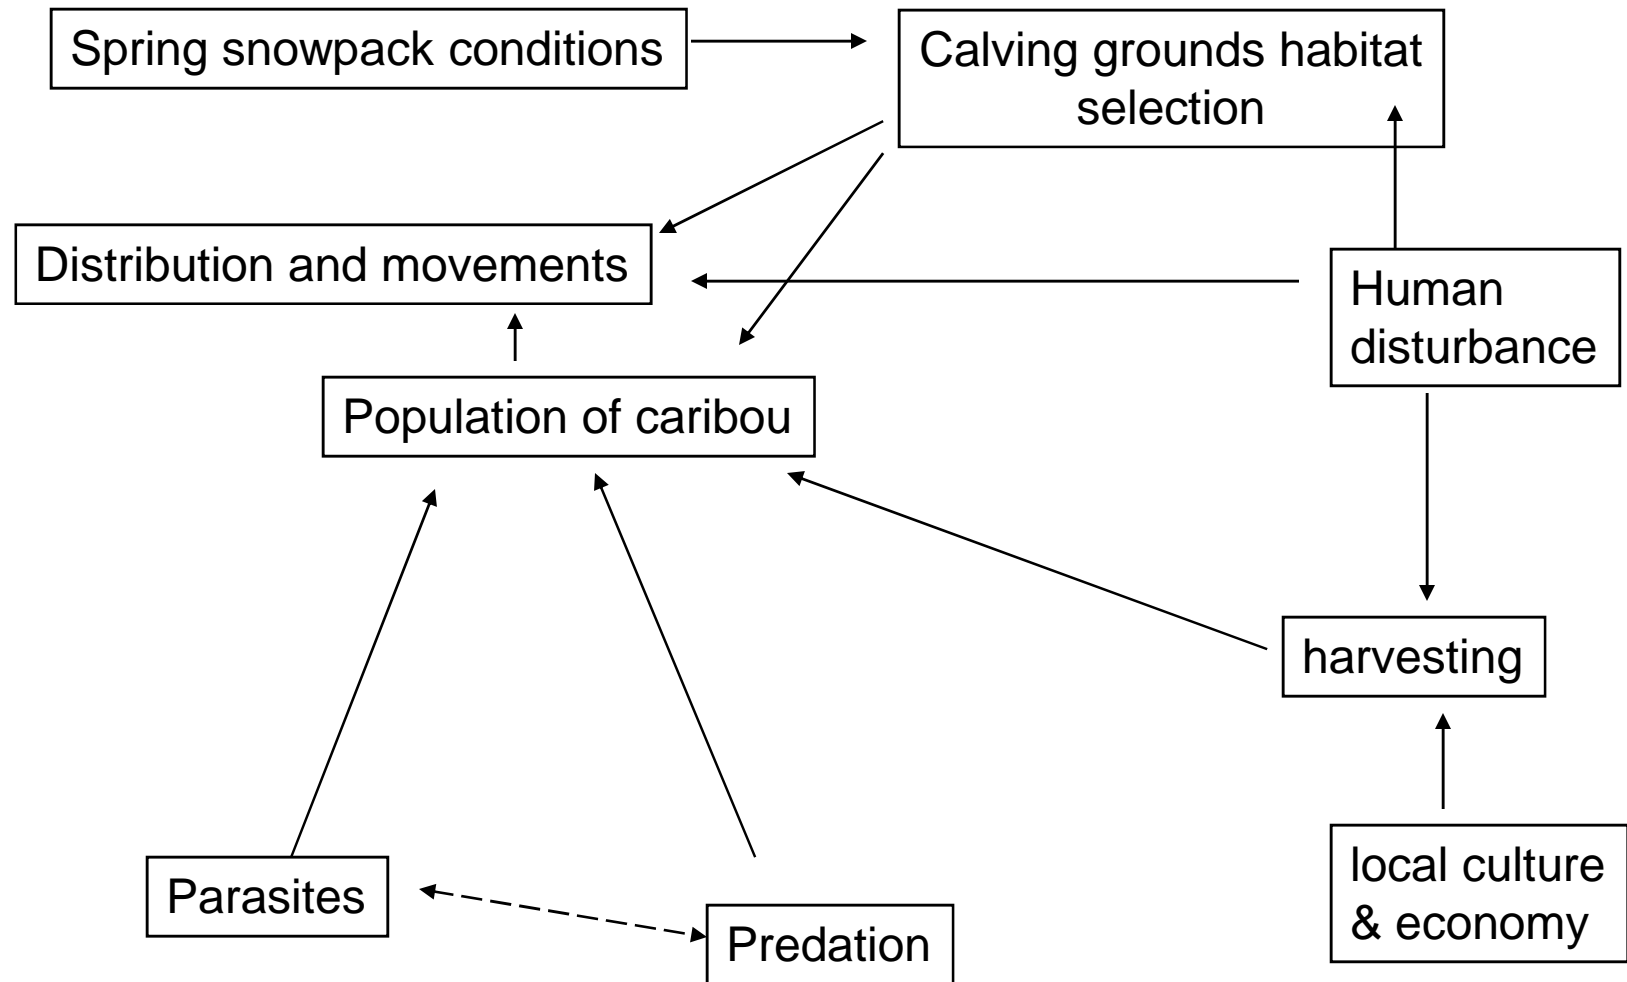 Spring snowpack conditions
Calving grounds habitat
selection
Distribution and movements
Human
disturbance
Population of caribou
harvesting
Parasites
Predation
local culture
& economy